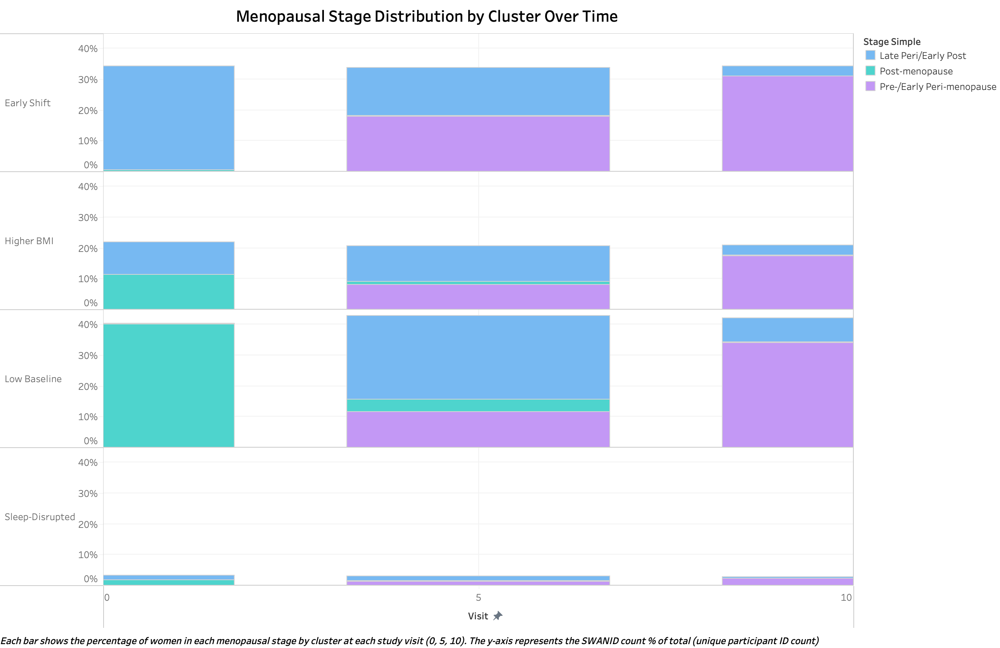 Menopausal Stage Distribution by Cluster Over Time
Stage Simple
Late Peri/Early Post
Post-menopause
Pre-/Early Peri-menopause
Early Shift
40%
30%
20%
10%
0%
Higher BMI
40%
30%
20%
10%
0%
Low Baseline
40%
30%
20%
10%
0%
Sleep-Disrupted
40%
30%
20%
10%
0%
0
5
10
Visit
Each bar shows the percentage of women in each menopausal stage by cluster at each study visit (0, 5, 10). The y-axis represents the SWANID count % of total (unique participant ID count)